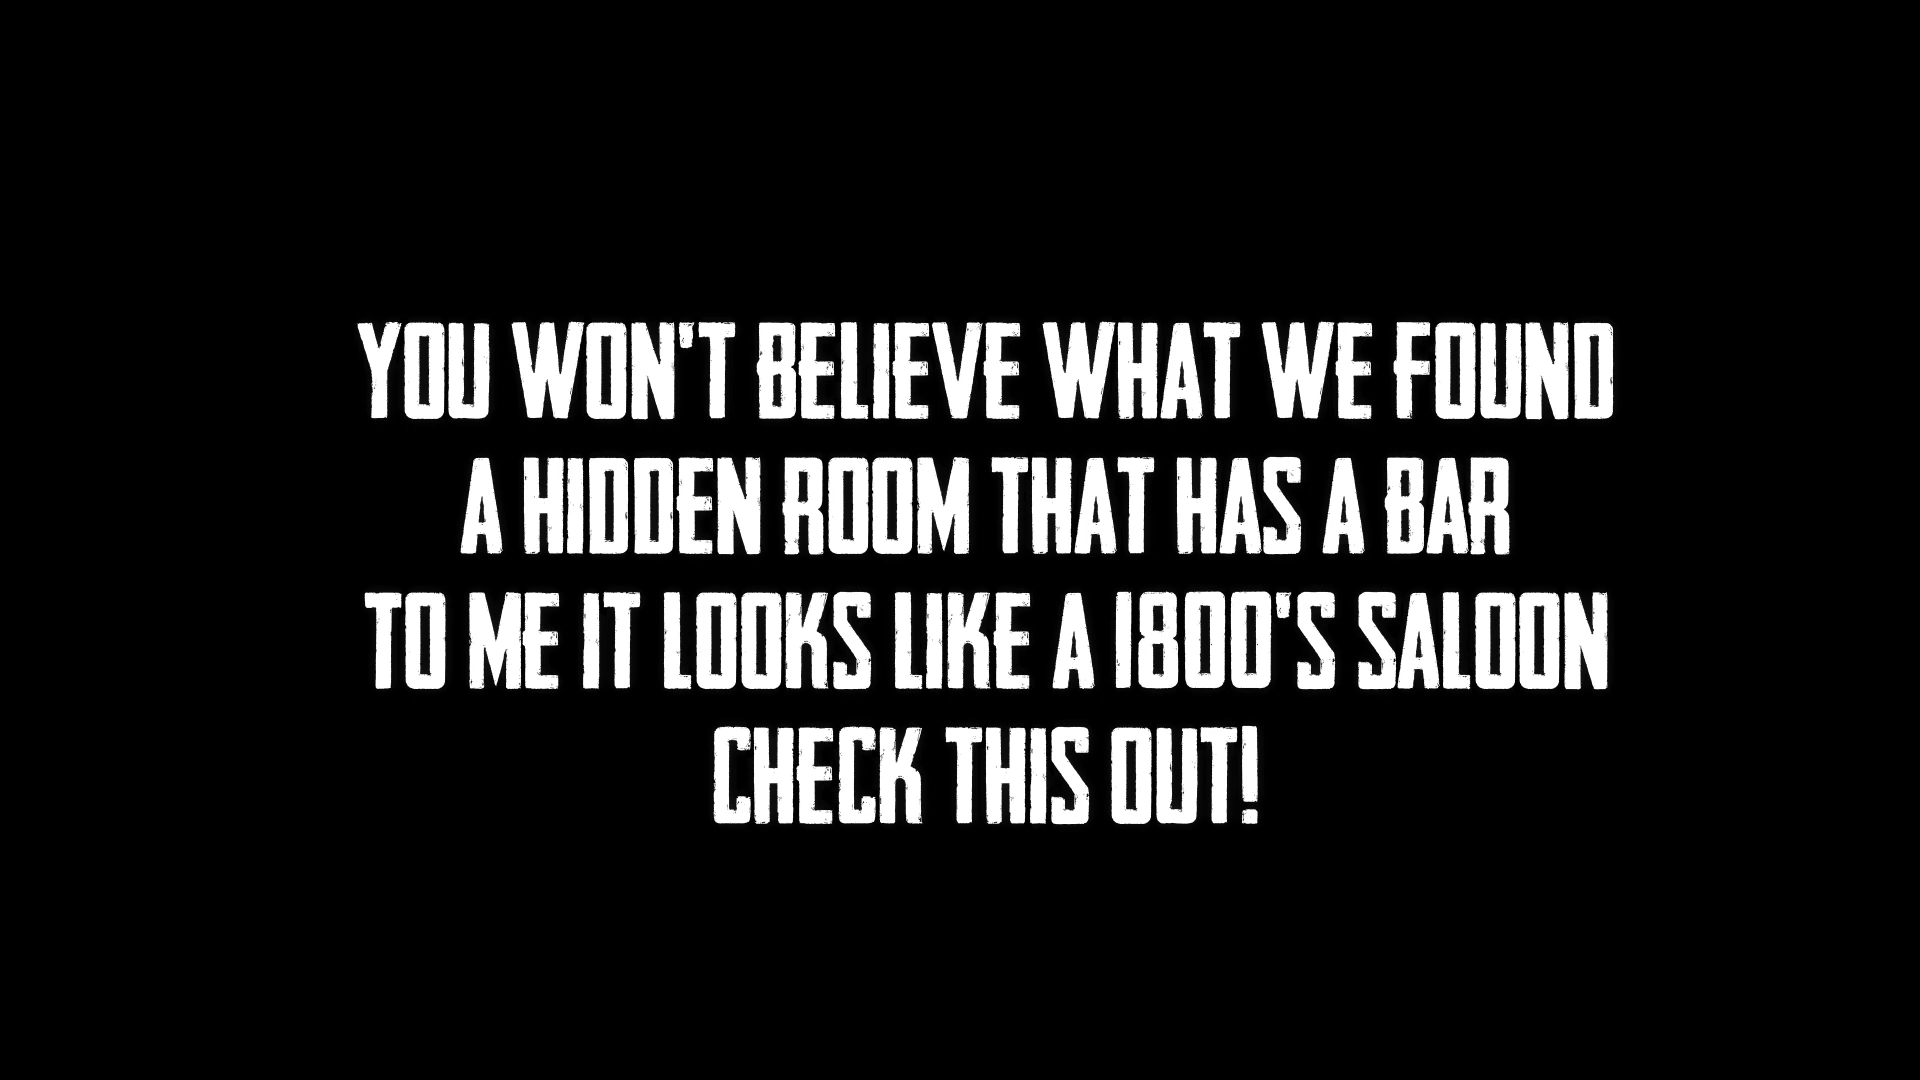 YOU WON'T BELIEVE WHAT WE FOUND
A HIDDEN ROOM THAT HAS A BAR
TO ME IT LOOKS LIKE A 1800'S SALOON
CHECK THIS OUT!